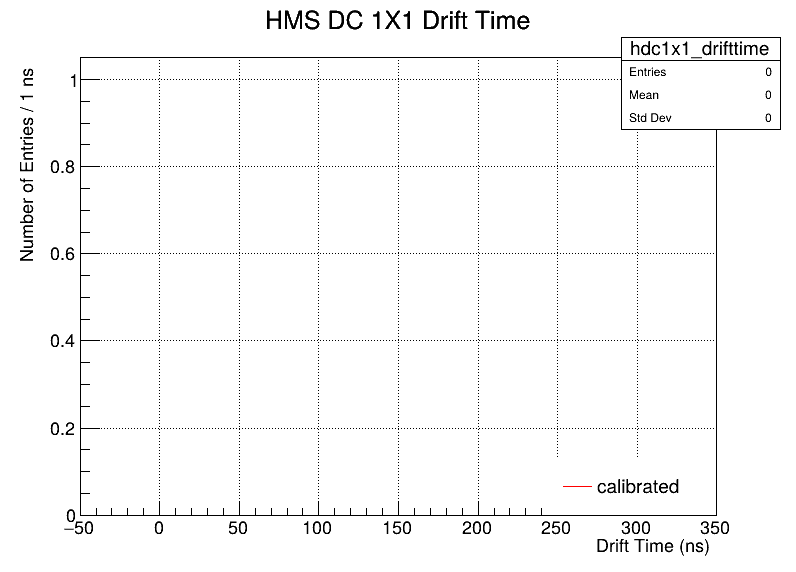 HMS DC 1X1 Drift Time
hdc1x1_drifttime
Entries 0
Mean 0
Std Dev 0
Number of Entries / 1 ns
1
0.8
0.6
0.4
0.2
0
−50 0 50 100 150 200 250 300 350
Drift Time (ns)
calibrated